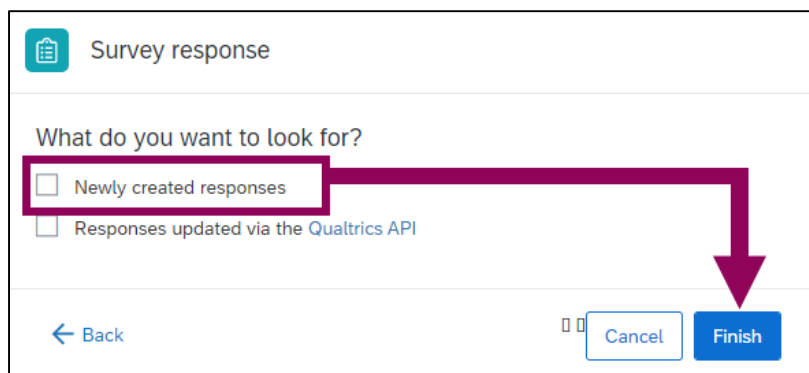 Survey response
What do you want to look for?
Newly created responses
Responses updated via the Qualtrics API
Back
Cancel
Finish